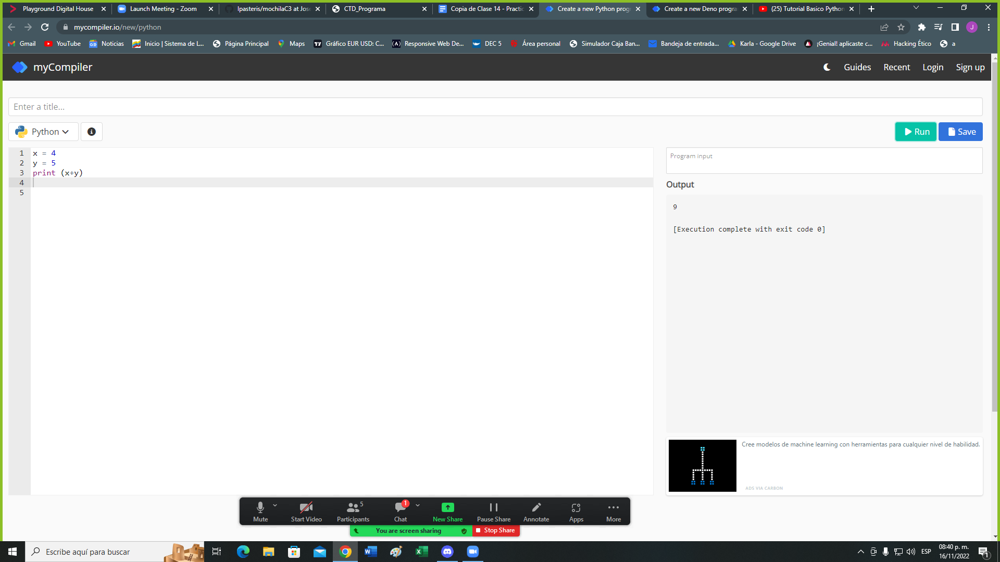 Playground Digital House
Launch Meeting - Zoom
lpasteris/mochilaC3 at Jose
CTD_Programa
Copia de Clase 14 - Practic
Create a new Python prog
Create a new Deno progra
(25) Tutorial Basico Python
mycompiler.io/new/python
J
Gmail
YouTube
Noticias
Inicio | Sistema de L...
Página Principal
Maps
Gráfico EUR USD: C...
Responsive Web De...
DEC 5
Área personal
Simulador Caja Ban...
Bandeja de entrada...
Karla - Google Drive
¡Genial! aplicaste c...
Hacking Ético
a
myCompiler
Guides
Recent
Login
Sign up
Enter a title...
Python
Run
Save
1 x = 4
2 y = 5
3 print (x+y)
4
5
Program input
Output
9
[Execution complete with exit code 0]
Cree modelos de machine learning con herramientas para cualquier nivel de habilidad.
ADS VIA CARBON
Mute
Start Video
5
Participants
1
Chat
New Share
Pause Share
Annotate
Apps
More
You are screen sharing
Stop Share
Escribe aquí para buscar
ESP
08:40 p. m.
16/11/2022
1